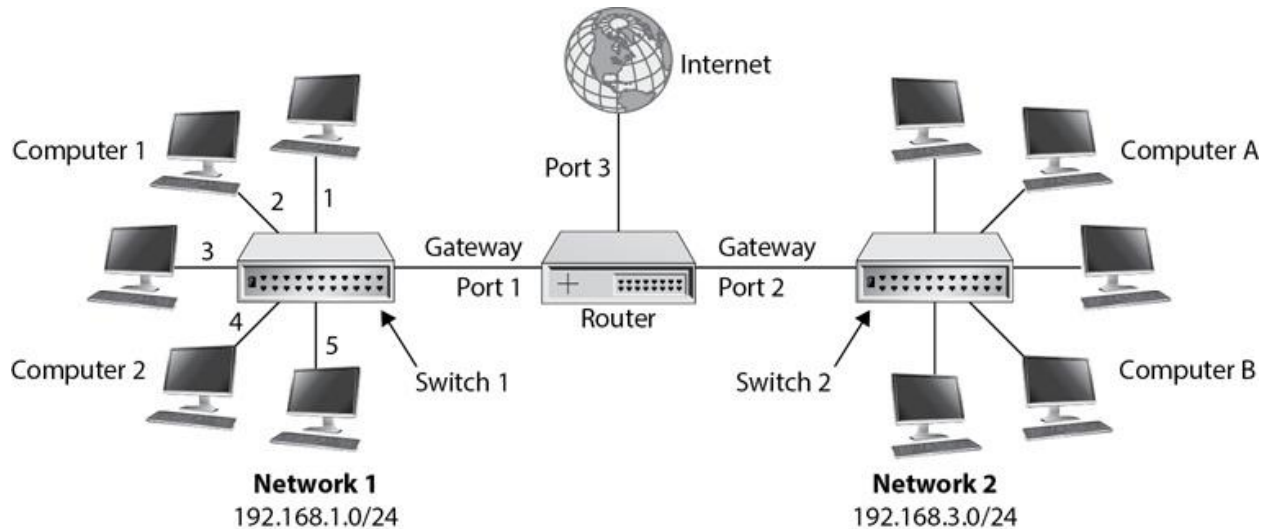 Internet
Computer 1
Computer A
Port 3
2
1
3
Gateway
Gateway
Port 1
Port 2
Router
4
5
Computer 2
Switch 1
Switch 2
Computer B
Network 1
192.168.1.0/24
Network 2
192.168.3.0/24